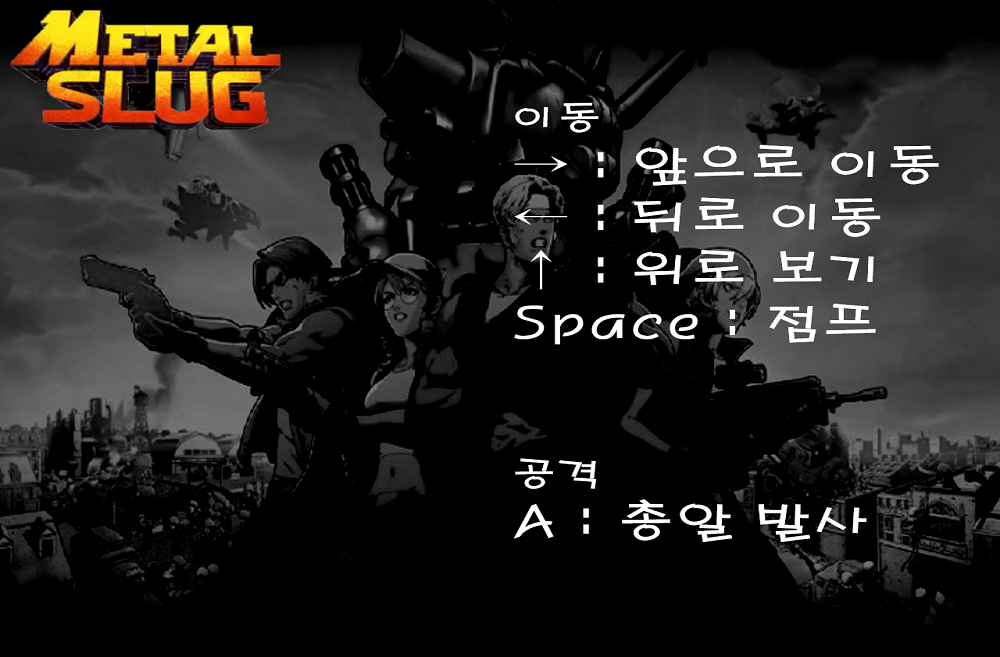 METAL
SLUG
이동
→ : 앞으로 이동
← : 뒤로 이동
↑ : 위로 보기
Space : 점프
공격
A : 총알 발사